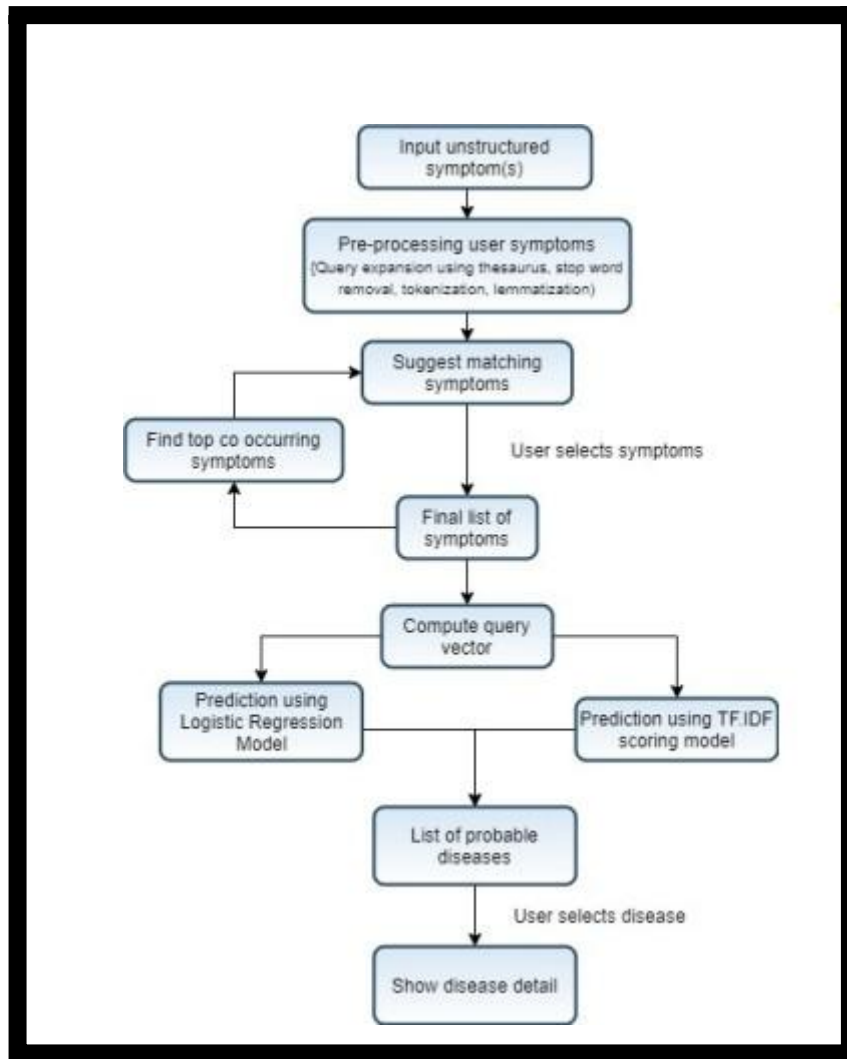 Input unstructured
symptom(s)
Pre-processing user symptoms
(Query expansion using thesaurus, stop word
removal, tokenization, lemmatization)
Suggest matching
symptoms
Find top co occurring
symptoms
User selects symptoms
Final list of
symptoms
Compute query
vector
Prediction using
Logistic Regression
Model
Prediction using TF.IDF
scoring model
List of probable
diseases
User selects disease
Show disease detail